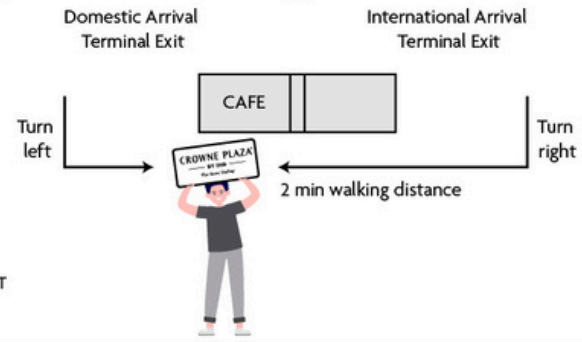 Domestic Arrival
Terminal Exit
International Arrival
Terminal Exit
CAFE
Turn
left
Turn
right
CROWNE PLAZA
2 min walking distance
T